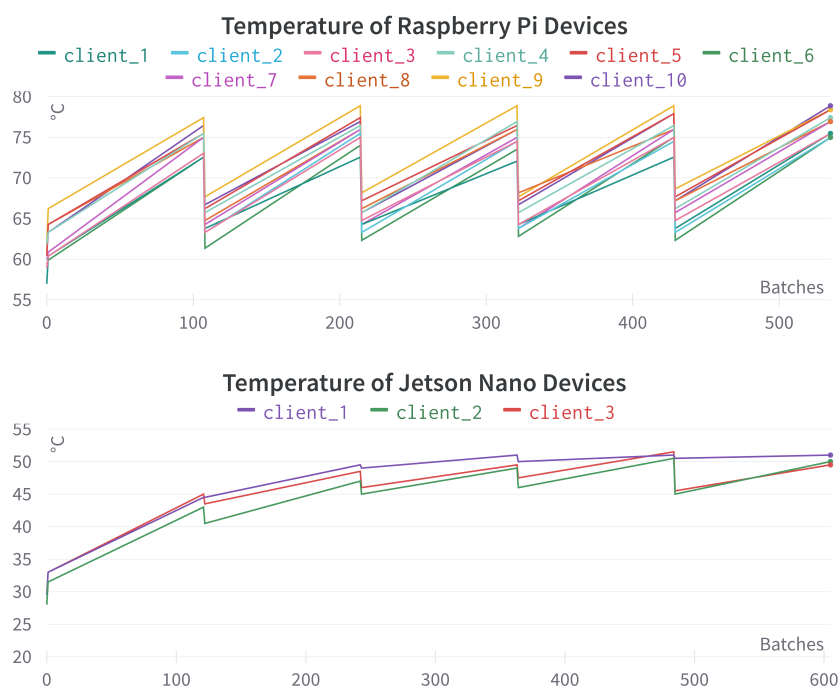 Temperature of Raspberry Pi Devices
client_1 client_2 client_3 client_4 client_5 client_6
client_7 client_8 client_9 client_10
80
°C
75
70
65
60
Batches
55
0 100 200 300 400 500
Temperature of Jetson Nano Devices
client_1 client_2 client_3
55
°C
50
45
40
35
30
25
Batches
20
0 100 200 300 400 500 600